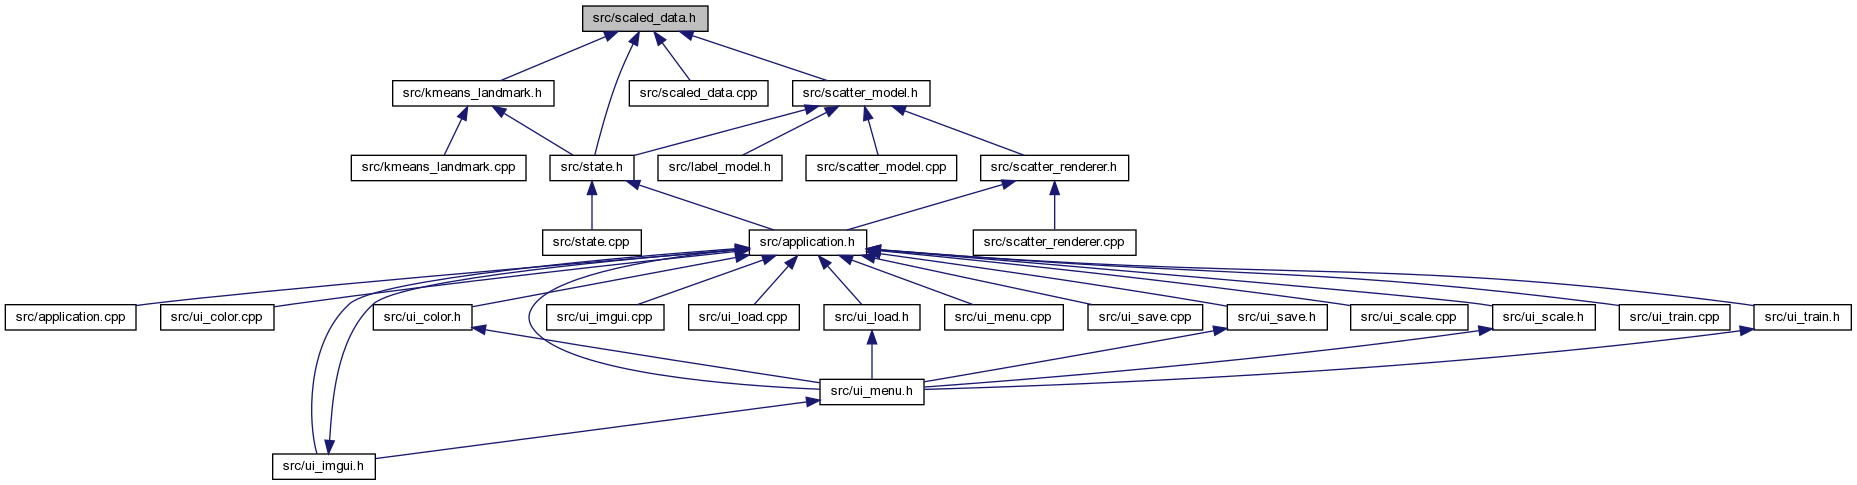 src/scaled_data.h
src/kmeans_landmark.h
src/scaled_data.cpp
src/scatter_model.h
src/kmeans_landmark.cpp
src/state.h
src/label_model.h
src/scatter_model.cpp
src/scatter_renderer.h
src/state.cpp
src/application.h
src/scatter_renderer.cpp
src/application.cpp
src/ui_color.cpp
src/ui_color.h
src/ui_imgui.cpp
src/ui_load.cpp
src/ui_load.h
src/ui_menu.cpp
src/ui_save.cpp
src/ui_save.h
src/ui_scale.cpp
src/ui_scale.h
src/ui_train.cpp
src/ui_train.h
src/ui_menu.h
src/ui_imgui.h